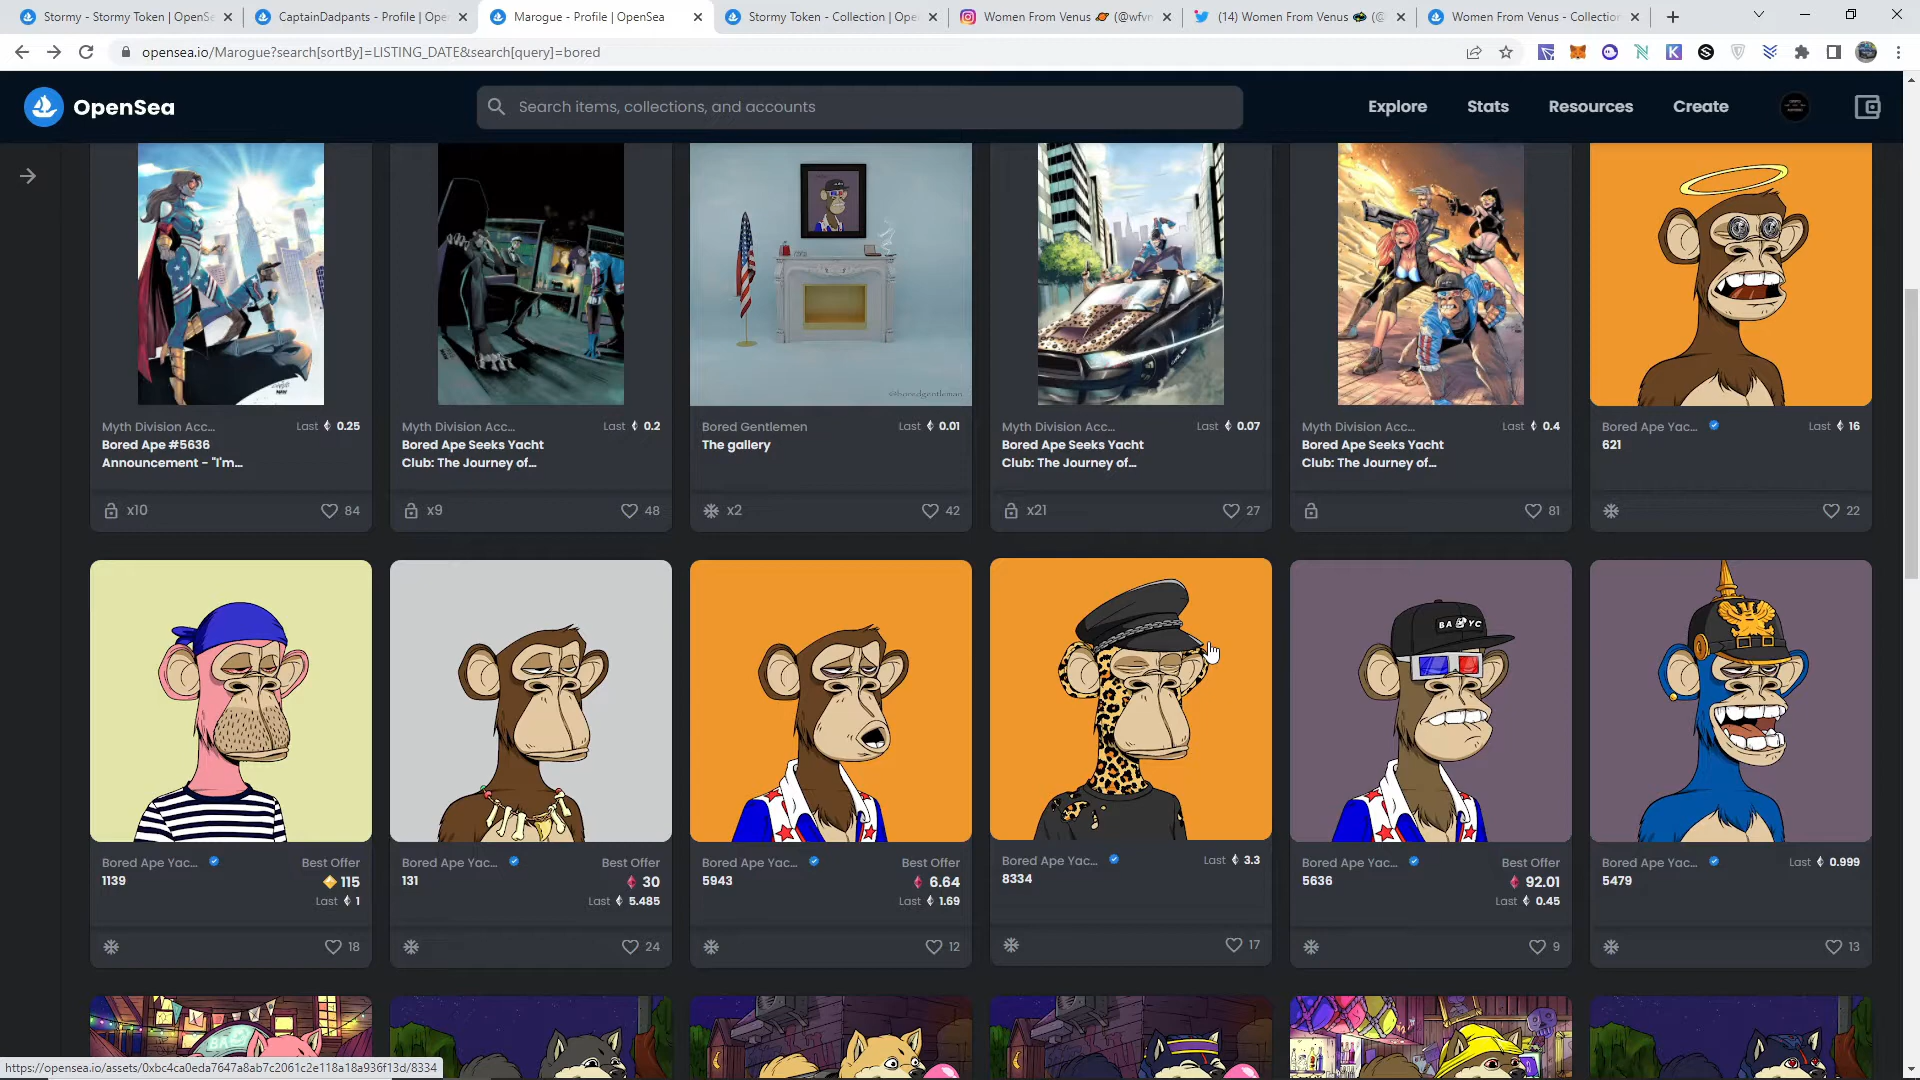 Stormy - Stormy Token | OpenSe
CaptainDadpants - Profile | Ope
Marogue - Profile | OpenSea
Stormy Token - Collection | Ope
Women From Venus 🪐 (@wfvn
(14) Women From Venus (@
Women From Venus - Collection
opensea.io/Marogue?search[sortBy]=LISTING_DATE&search[query]=bored
OpenSea
Search items, collections, and accounts
Explore
Stats
Resources
Create
Myth Division Acc... Last 0.25
Bored Ape #5636
Announcement - "I'm...
x10 84
Myth Division Acc... Last 0.2
Bored Ape Seeks Yacht
Club: The Journey of...
x9 48
@boredgentleman
Bored Gentlemen Last 0.01
The gallery
x2 42
Myth Division Acc... Last 0.07
Bored Ape Seeks Yacht
Club: The Journey of...
x21 27
Myth Division Acc... Last 0.4
Bored Ape Seeks Yacht
Club: The Journey of...
81
Bored Ape Yac... Last 16
621
22
Bored Ape Yac... Best Offer
1139 115
Last 1
18
Bored Ape Yac... Best Offer
131 30
Last 5.485
24
Bored Ape Yac... Best Offer
5943 6.64
Last 1.69
12
Bored Ape Yac... Last 3.3
8334
17
BAYC
Bored Ape Yac... Best Offer
5636 92.01
Last 0.45
9
Bored Ape Yac... Last 0.999
5479
13
BA
https://opensea.io/assets/0xbc4ca0eda7647a8ab7c2061c2e118a18a936f13d/8334